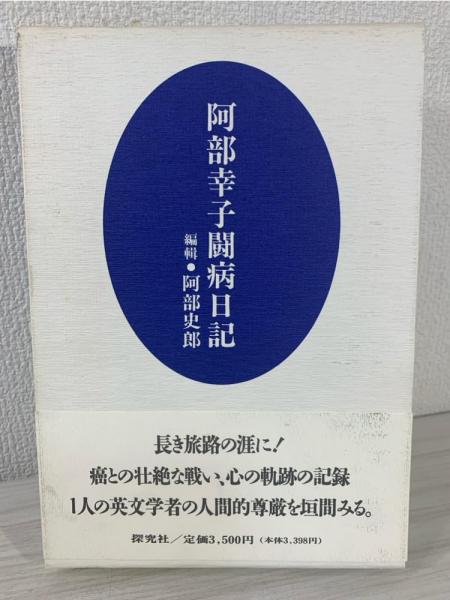 阿部幸子闘病日記
編輯●阿部史郎
長き旅路の涯に!
癌との壮絶な戦い、心の軌跡の記録
1人の英文学者の人間的尊厳を垣間みる。
探究社/定価3,500円(本体3,398円)